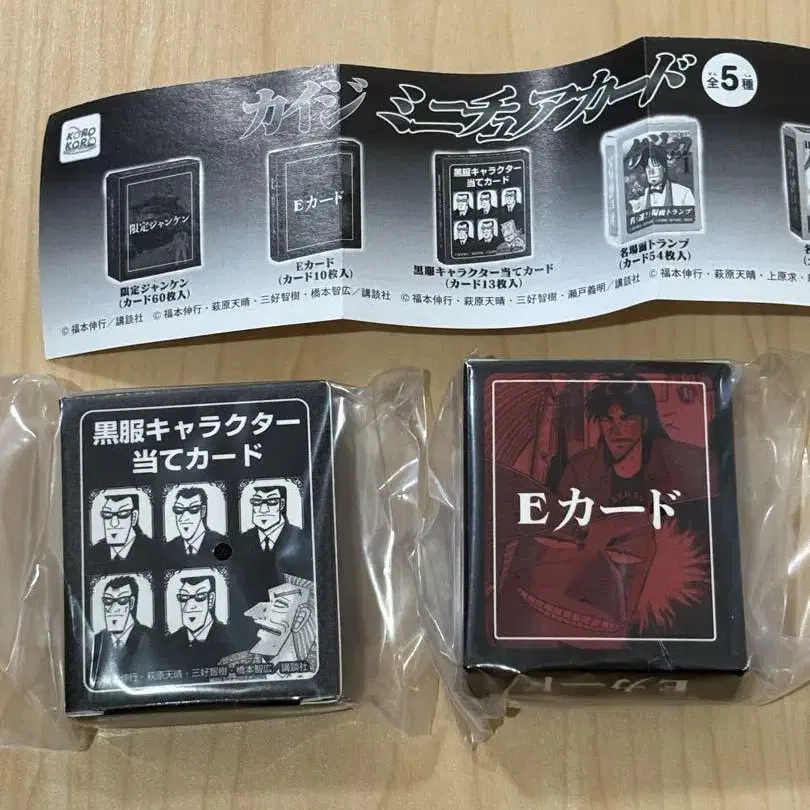 カイジ ミニチュアカード
全5種
KORO KORO
限定ジャンケン
Eカード
黒服キャラクター
当てカード
限定ジャンケン
(カード60枚入)
Eカード
(カード10枚入)
黒服キャラクター当てカード
(カード13枚入)
名場面トランプ
(カード54枚入)
©福本伸行/講談社
©福本伸行・萩原天晴・三好智樹・橋本智広/講談社
©福本伸行・萩原天晴・三好智樹・瀬戸義明/講談社
©福本伸行・萩原天晴・上原求・
黒服キャラクター
当てカード
伸行・萩原天晴・三好智樹・橋本智広/講談社
Eカード
Eカード